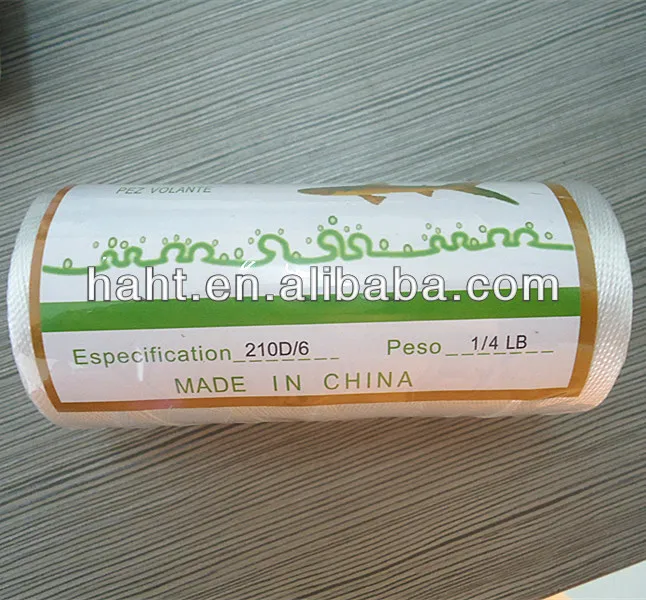 PEZ VOLANTE
haht.en.alibaba.com
Especification 210D/6 Peso 1/4 LB
MADE IN CHINA